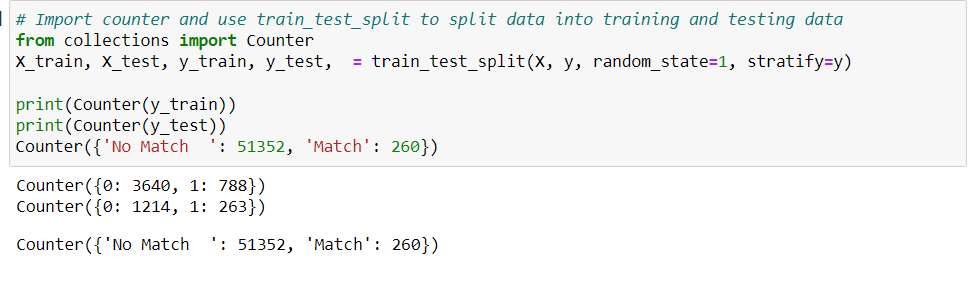 # Import counter and use train_test_split to split data into training and testing data
from collections import Counter
X_train, X_test, y_train, y_test,  = train_test_split(X, y, random_state=1, stratify=y)
print(Counter(y_train))
print(Counter(y_test))
Counter({'No Match  ': 51352, 'Match': 260})
Counter({0: 3640, 1: 788})
Counter({0: 1214, 1: 263})
Counter({'No Match  ': 51352, 'Match': 260})